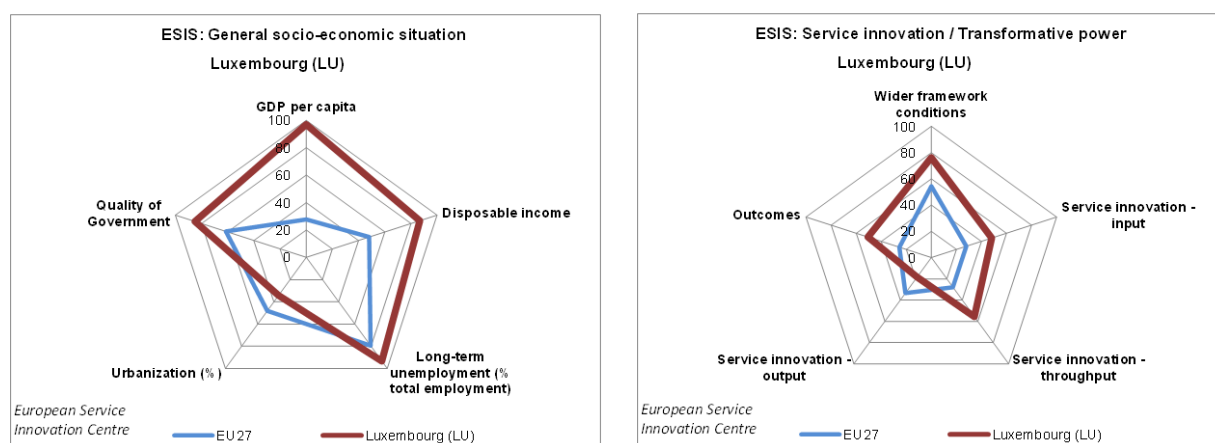 ESIS: General socio-economic situation
Luxembourg (LU)
GDP per capita
100
80
60
40
20
0
Quality of
Government
Disposable income
Urbanization (%)
Long-term
unemployment (%
total employment)
European Service
Innovation Centre
EU27
Luxembourg (LU)
ESIS: Service innovation / Transformative power
Luxembourg (LU)
Wider framework
conditions
100
80
60
40
20
0
Outcomes
Service innovation -
input
Service innovation -
output
Service innovation -
throughput
European Service
Innovation Centre
EU27
Luxembourg (LU)